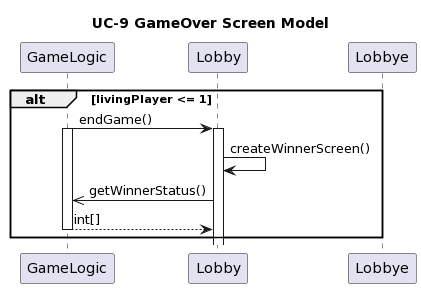 UC-9 GameOver Screen Model
GameLogic Lobby Lobbye
alt [livingPlayer <= 1]
endGame()
createWinnerScreen()
getWinnerStatus()
int[]
GameLogic Lobby Lobbye